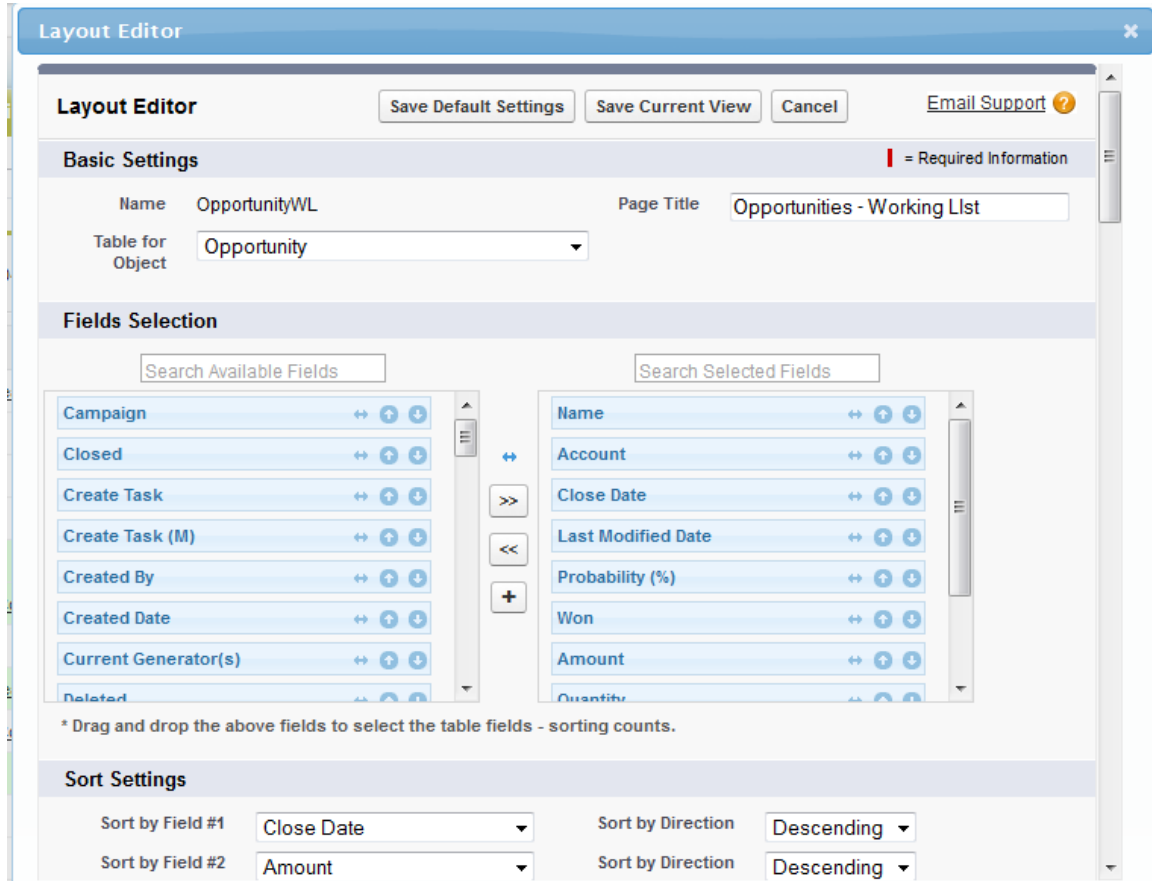 Layout Editor
Layout Editor
Save Default Settings
Save Current View
Cancel
Email Support
Basic Settings
= Required Information
Name
OpportunityWL
Page Title
Opportunities - Working LIst
Table for
Object
Opportunity
Fields Selection
Search Available Fields
Search Selected Fields
Campaign
Closed
Create Task
Create Task (M)
Created By
Created Date
Current Generator(s)
Deleted
>>
<<
+
Name
Account
Close Date
Last Modified Date
Probability (%)
Won
Amount
Quantity
* Drag and drop the above fields to select the table fields - sorting counts.
Sort Settings
Sort by Field #1
Close Date
Sort by Direction
Descending
Sort by Field #2
Amount
Sort by Direction
Descending